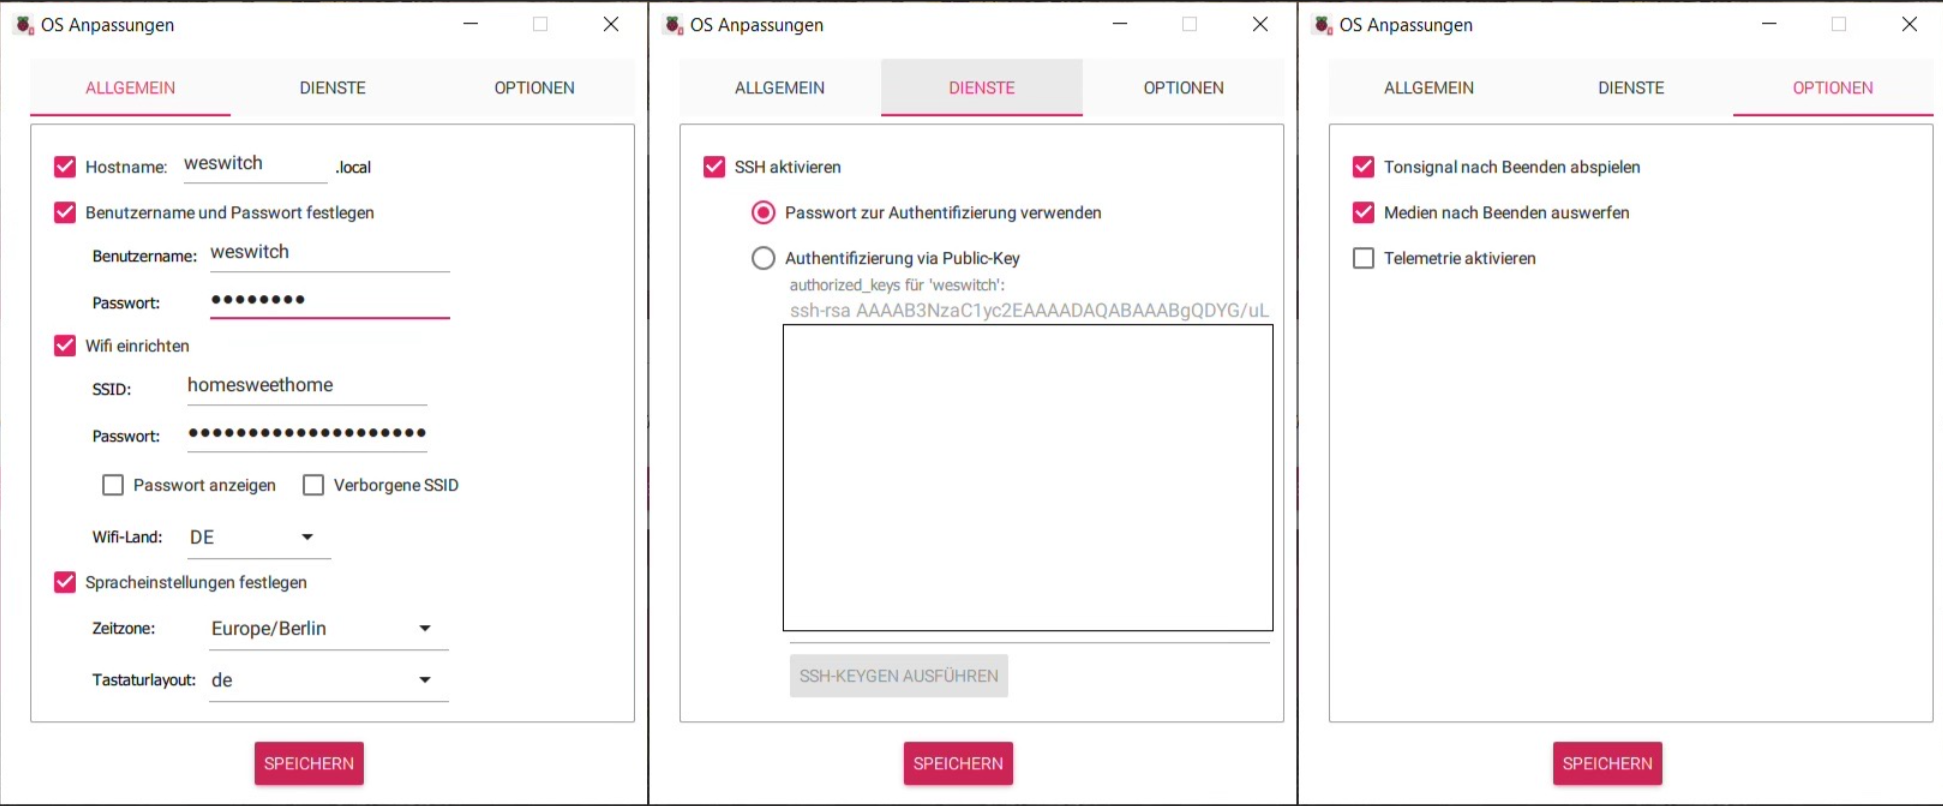 OS Anpassungen
ALLGEMEIN DIENSTE OPTIONEN
Hostname: weswitch .local
Benutzername und Passwort festlegen
Benutzername: weswitch
Passwort: ••••••••
Wifi einrichten
SSID: homesweethome
Passwort: ••••••••••••••••••••
Passwort anzeigen Verborgene SSID
Wifi-Land: DE
Spracheinstellungen festlegen
Zeitzone: Europe/Berlin
Tastaturlayout: de
SPEICHERN
OS Anpassungen
ALLGEMEIN DIENSTE OPTIONEN
SSH aktivieren
Passwort zur Authentifizierung verwenden
Authentifizierung via Public-Key
authorized_keys für 'weswitch':
ssh-rsa AAAAB3NzaC1yc2EAAAADAQABAAABgQDYG/uL
SSH-KEYGEN AUSFÜHREN
SPEICHERN
OS Anpassungen
ALLGEMEIN DIENSTE OPTIONEN
Tonsignal nach Beenden abspielen
Medien nach Beenden auswerfen
Telemetrie aktivieren
SPEICHERN